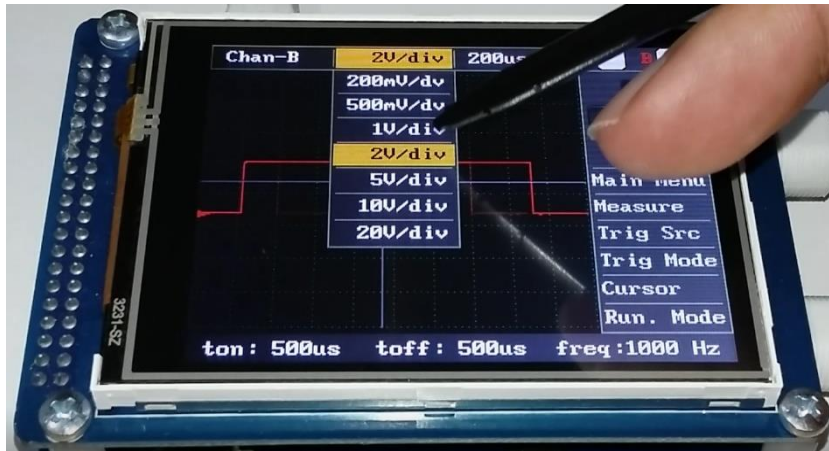 Chan-B 2V/div 200us B
200mV/dv
500mV/dv
1V/div
2V/div
5V/div
10V/div
20V/div
Main Menu
Measure
Trig Src
Trig Mode
Cursor
Run. Mode
ton: 500us toff: 500us freq:1000 Hz
3231-SZ